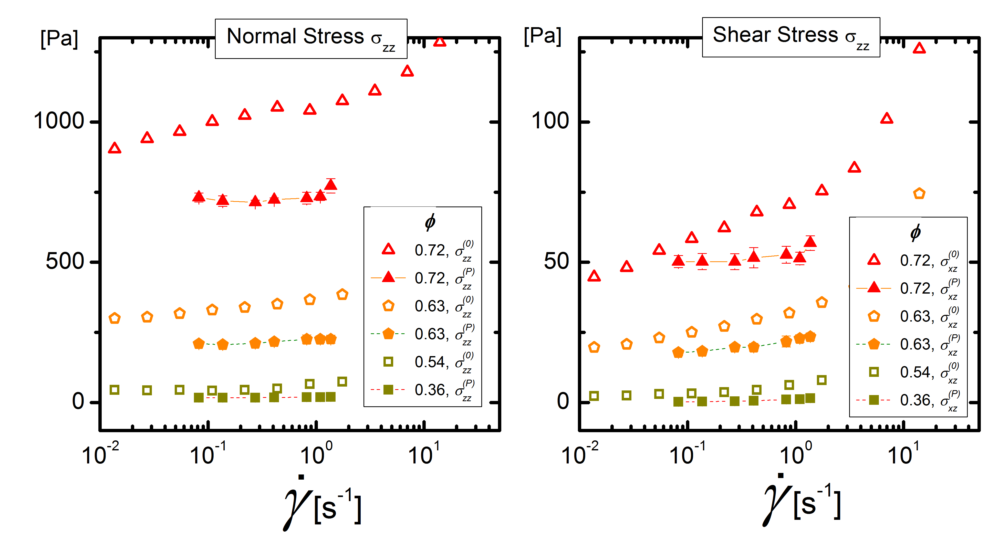 [Pa]
Normal Stress σzz
1000
500
0
10-2
10-1
100
101
γ̇ [s-1]
ϕ
0.72, σzz(0)
0.72, σzz(P)
0.63, σzz(0)
0.63, σzz(P)
0.54, σzz(0)
0.36, σzz(P)
[Pa]
Shear Stress σzz
100
50
0
10-2
10-1
100
101
γ̇ [s-1]
ϕ
0.72, σxz(0)
0.72, σxz(P)
0.63, σxz(0)
0.63, σxz(P)
0.54, σxz(0)
0.36, σxz(P)